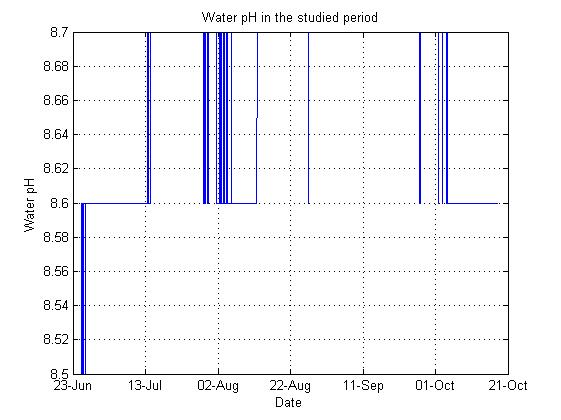 Water pH in the studied period
8.7
8.68
8.66
8.64
8.62
8.6
8.58
8.56
8.54
8.52
8.5
Water pH
23-Jun 13-Jul 02-Aug 22-Aug 11-Sep 01-Oct 21-Oct
Date